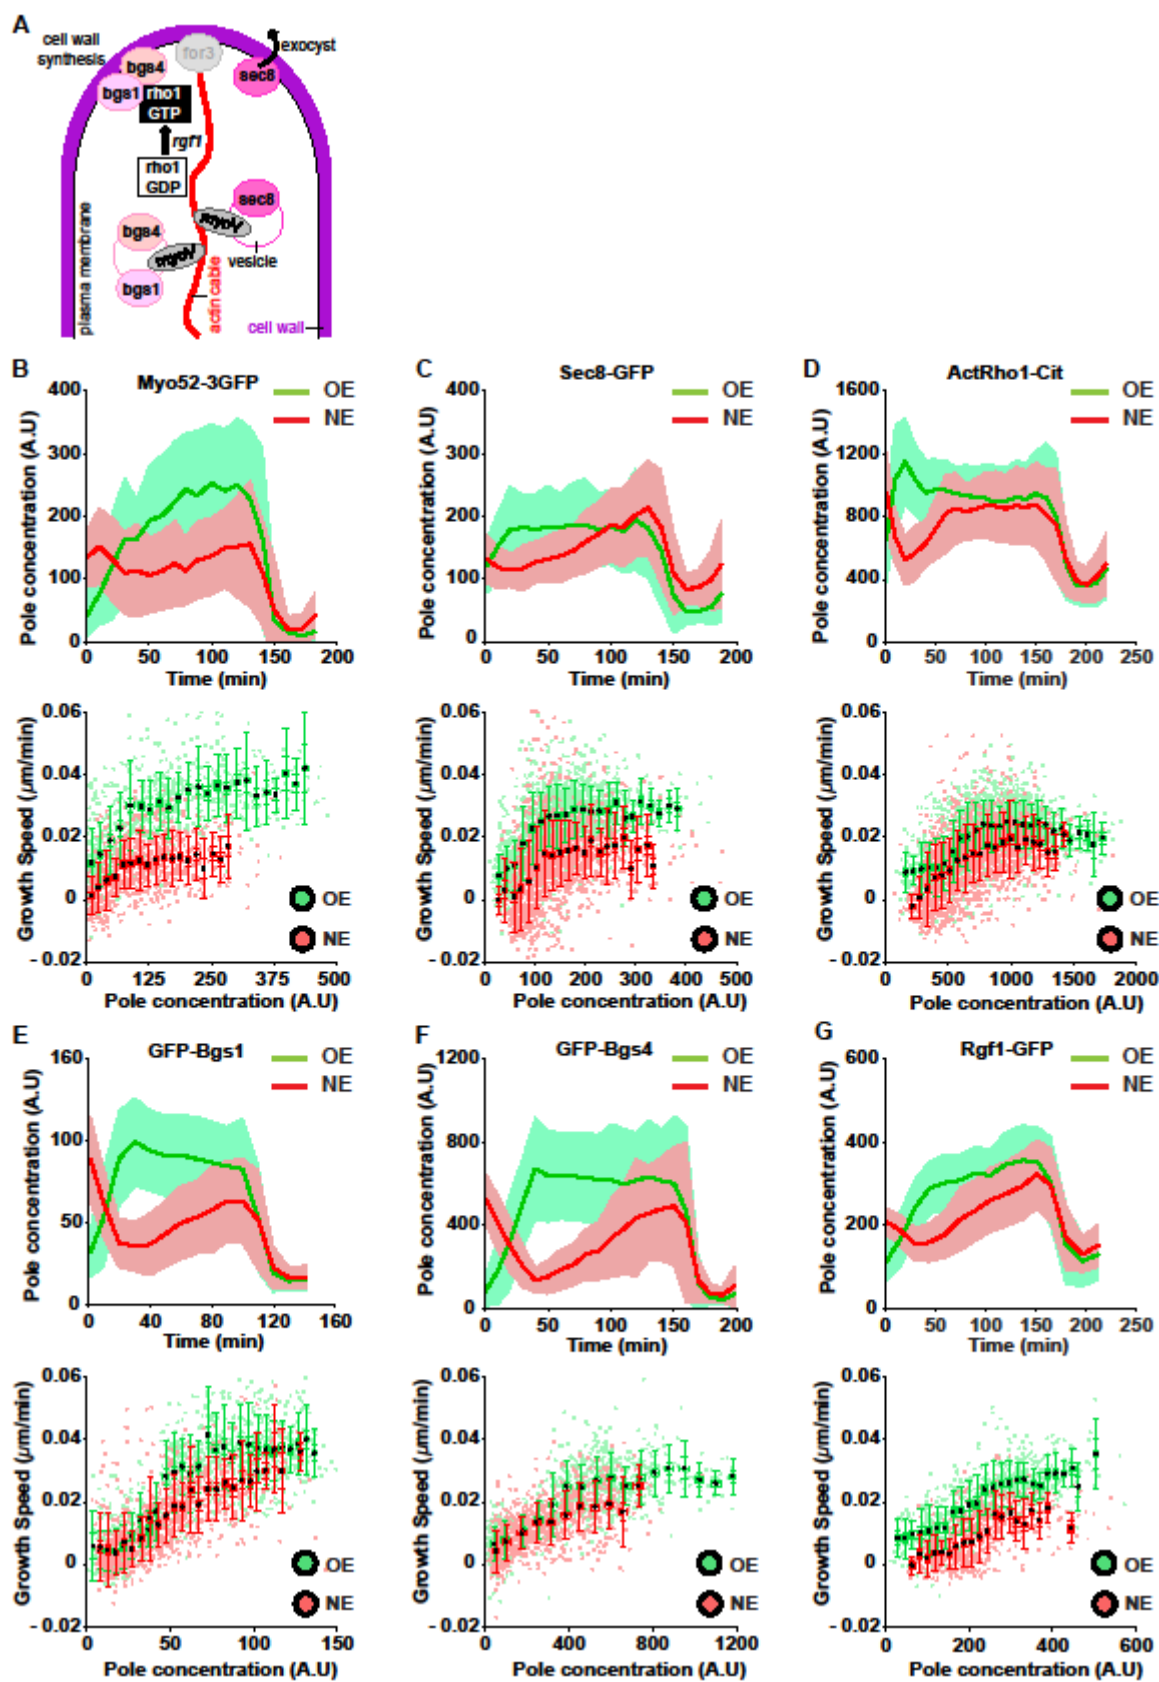 A
cell wall
synthesis
for3
exocyst
bgs4
sec8
bgs1
rho1
GTP
rgf1
rho1
GDP
sec8
myoV
bgs4
myoV
vesicle
bgs1
plasma membrane
actin cable
cell wall
B
Myo52-3GFP
OE
NE
400
300
200
100
0
Pole concentration (A.U)
0 50 100 150 200
Time (min)
0.06
0.04
0.02
0
- 0.02
Growth Speed (µm/min)
OE
NE
0 125 250 375 500
Pole concentration (A.U)
C
Sec8-GFP
OE
NE
400
300
200
100
0
Pole concentration (A.U)
0 50 100 150 200
Time (min)
0.06
0.04
0.02
0
- 0.02
Growth Speed (µm/min)
OE
NE
0 100 200 300 400 500
Pole concentration (A.U)
D
ActRho1-Cit
OE
NE
1600
1200
800
400
0
Pole concentration (A.U)
0 50 100 150 200 250
Time (min)
0.06
0.04
0.02
0
- 0.02
Growth Speed (µm/min)
OE
NE
0 500 1000 1500 2000
Pole concentration (A.U)
E
GFP-Bgs1
OE
NE
160
100
50
0
Pole concentration (A.U)
0 40 80 120 160
Time (min)
0.06
0.04
0.02
0
- 0.02
Growth Speed (µm/min)
OE
NE
0 50 100 150
Pole concentration (A.U)
F
GFP-Bgs4
OE
NE
1200
800
400
0
Pole concentration (A.U)
0 50 100 150 200
Time (min)
0.06
0.04
0.02
0
- 0.02
Growth Speed (µm/min)
OE
NE
0 400 800 1200
Pole concentration (A.U)
G
Rgf1-GFP
OE
NE
600
400
200
0
Pole concentration (A.U)
0 50 100 150 200 250
Time (min)
0.06
0.04
0.02
0
- 0.02
Growth Speed (µm/min)
OE
NE
0 200 400 600
Pole concentration (A.U)